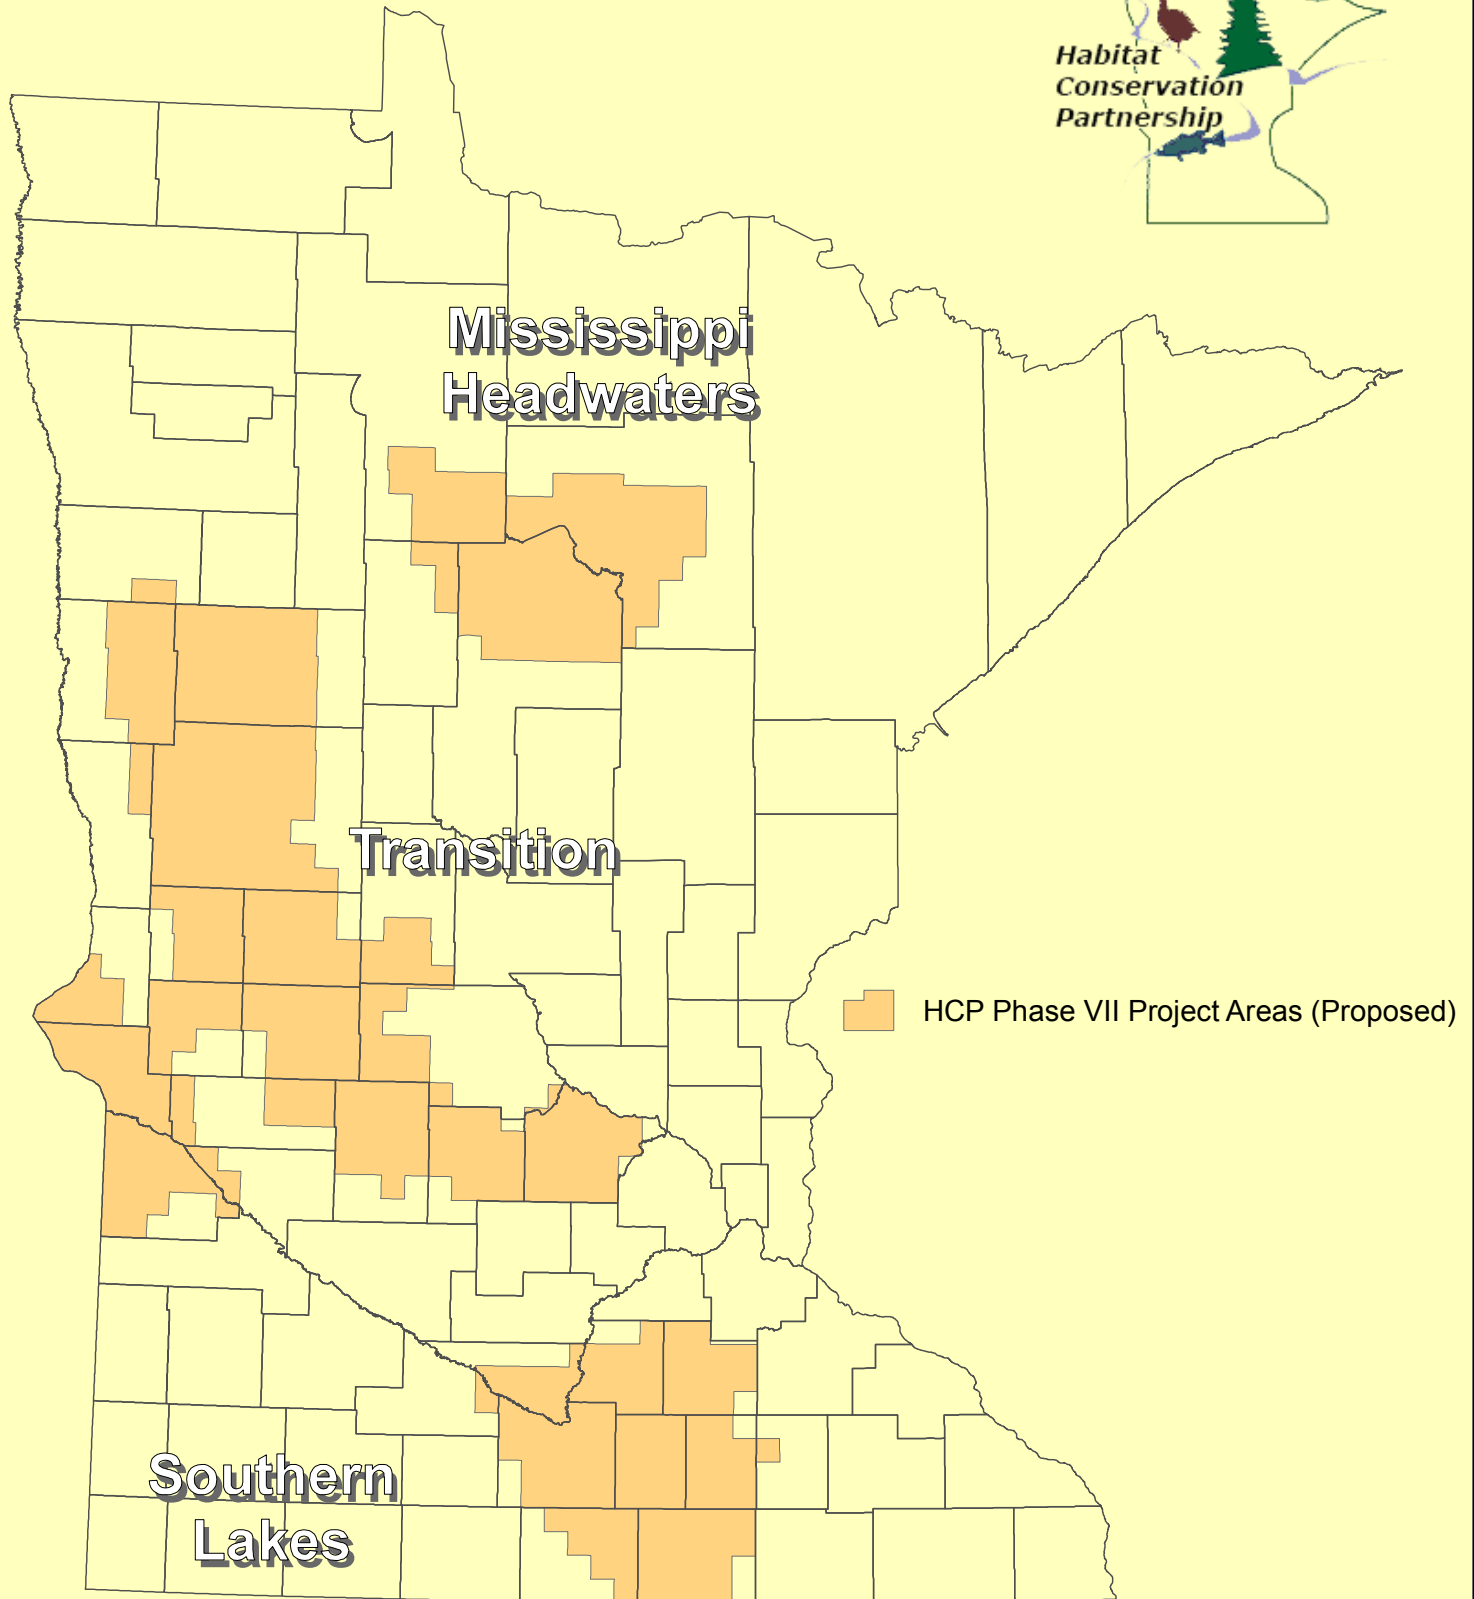 Habitat
Conservation
Partnership
Mississippi
Headwaters
Transition
HCP Phase VII Project Areas (Proposed)
Southern
Lakes